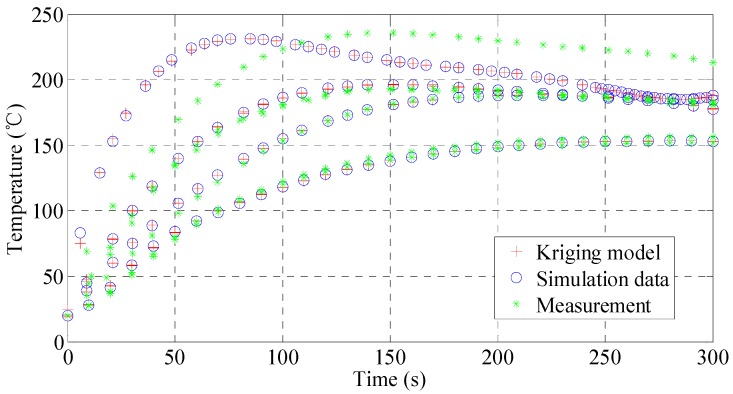 250
200
150
100
50
0
Temperature (℃)
Kriging model
Simulation data
Measurement
0 50 100 150 200 250 300
Time (s)